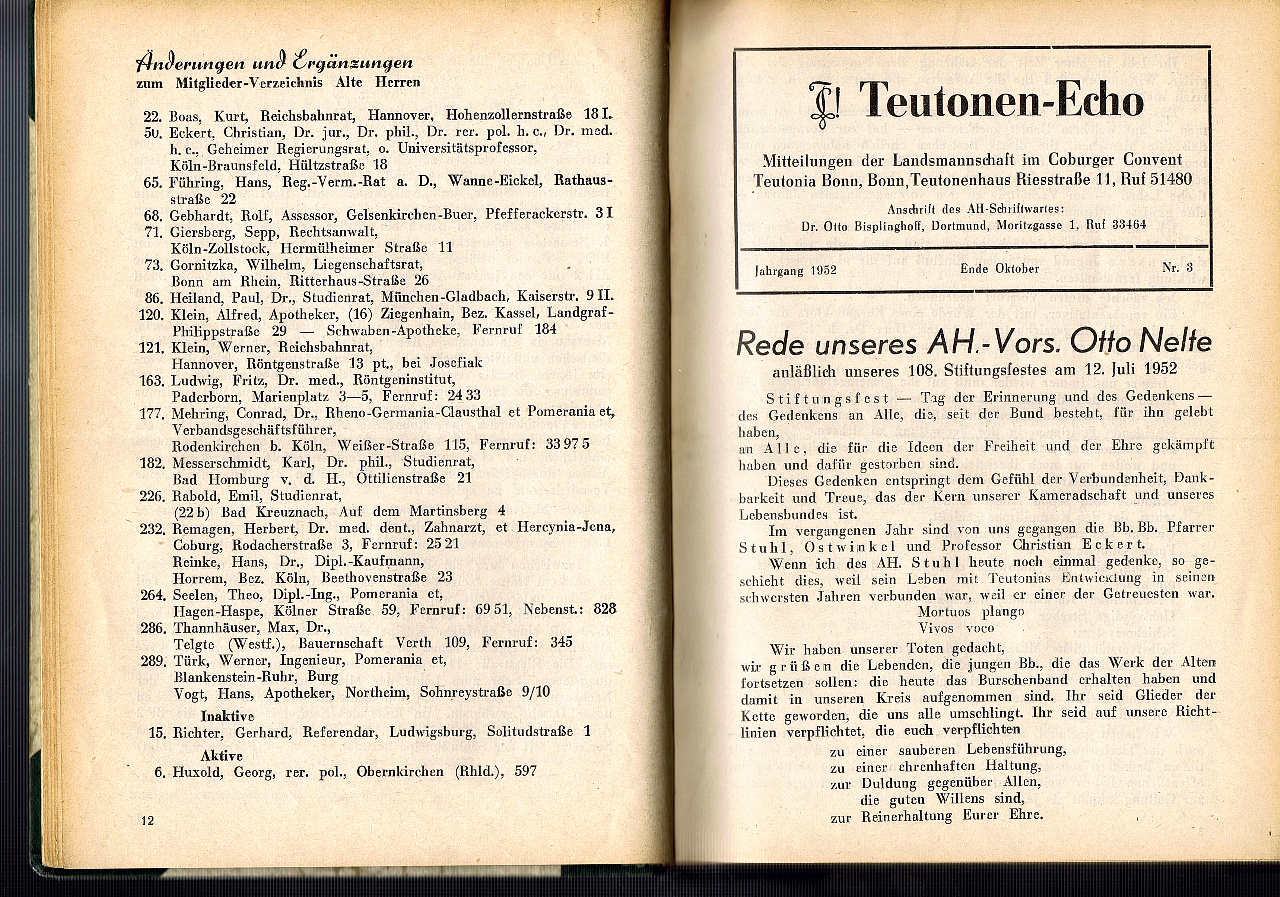 Änderungen und Ergänzungen
zum Mitglieder-Verzeichnis Alte Herren
22. Boas, Kurt, Reichsbahnrat, Hannover, Hohenzollernstraße 18 I.
50. Eckert, Christian, Dr. jur., Dr. phil., Dr. rer. pol. h. c., Dr. med.
h. c., Geheimer Regierungsrat, o. Universitätsprofessor,
Köln-Braunsfeld, Hültzstraße 18
65. Führing, Hans, Reg.-Verm.-Rat a. D., Wanne-Eickel, Rathaus-
straße 22
68. Gebhardt, Rolf, Assessor, Gelsenkirchen-Buer, Pfefferackerstr. 3 I
71. Giersberg, Sepp, Rechtsanwalt,
Köln-Zollstock, Hermülheimer Straße 11
73. Gornitzka, Wilhelm, Liegenschaftsrat,
Bonn am Rhein, Ritterhaus-Straße 26
86. Heiland, Paul, Dr., Studienrat, München-Gladbach, Kaiserstr. 9 II.
120. Klein, Alfred, Apotheker, (16) Ziegenhain, Bez. Kassel, Landgraf-
Philippstraße 29 — Schwaben-Apotheke, Fernruf 184
121. Klein, Werner, Reichsbahnrat,
Hannover, Röntgenstraße 13 pt., bei Josefiak
163. Ludwig, Fritz, Dr. med., Röntgeninstitut,
Paderborn, Marienplatz 3—5, Fernruf: 24 33
177. Mehring, Conrad, Dr., Rheno-Germania-Clausthal et Pomerania et,
Verbandsgeschäftsführer,
Rodenkirchen b. Köln, Weißer-Straße 115, Fernruf: 33 97 5
182. Messerschmidt, Karl, Dr. phil., Studienrat,
Bad Homburg v. d. H., Ottilienstraße 21
226. Rabold, Emil, Studienrat,
(22 b) Bad Kreuznach, Auf dem Martinsberg 4
232. Remagen, Herbert, Dr. med. dent., Zahnarzt, et Hercynia-Jena,
Coburg, Rodacherstraße 3, Fernruf: 25 21
Reinke, Hans, Dr., Dipl.-Kaufmann,
Horrem, Bez. Köln, Beethovenstraße 23
264. Seelen, Theo, Dipl.-Ing., Pomerania et,
Hagen-Haspe, Kölner Straße 59, Fernruf: 69 51, Nebenst.: 828
286. Thannhäuser, Max, Dr.,
Telgte (Westf.), Bauernschaft Verth 109, Fernruf: 345
289. Türk, Werner, Ingenieur, Pomerania et,
Blankenstein-Ruhr, Burg
Vogt, Hans, Apotheker, Northeim, Sohnreystraße 9/10
Inaktive
15. Richter, Gerhard, Referendar, Ludwigsburg, Solitudstraße 1
Aktive
6. Huxold, Georg, rer. pol., Obernkirchen (Rhld.), 597
12
Teutonen-Echo
Mitteilungen der Landsmannschaft im Coburger Convent
Teutonia Bonn, Bonn, Teutonenhaus Riesstraße 11, Ruf 51480
Anschrift des AH-Schriftwartes:
Dr. Otto Bisplinghoff, Dortmund, Moritzgasse 1, Ruf 33464
Jahrgang 1952 Ende Oktober Nr. 3
Rede unseres AH.-Vors. Otto Nelte
anläßlich unseres 108. Stiftungsfestes am 12. Juli 1952
Stiftungsfest — Tag der Erinnerung und des Gedenkens —
des Gedenkens an Alle, die, seit der Bund besteht, für ihn gelebt
haben,
an Alle, die für die Ideen der Freiheit und der Ehre gekämpft
haben und dafür gestorben sind.
Dieses Gedenken entspringt dem Gefühl der Verbundenheit, Dank-
barkeit und Treue, das der Kern unserer Kameradschaft und unseres
Lebensbundes ist.
Im vergangenen Jahr sind von uns gegangen die Bb. Bb. Pfarrer
Stuhl, Ostwinkel und Professor Christian Eckert.
Wenn ich des AH. Stuhl heute noch einmal gedenke, so ge-
schieht dies, weil sein Leben mit Teutonias Entwicklung in seinen
schwersten Jahren verbunden war, weil er einer der Getreuesten war.
Mortuos plango
Vivos voco
Wir haben unserer Toten gedacht,
wir grüßen die Lebenden, die jungen Bb., die das Werk der Alten
fortsetzen sollen: die heute das Burschenband erhalten haben und
damit in unseren Kreis aufgenommen sind. Ihr seid Glieder der
Kette geworden, die uns alle umschlingt. Ihr seid auf unsere Richt-
linien verpflichtet, die euch verpflichten
zu einer sauberen Lebensführung,
zu einer ehrenhaften Haltung,
zur Duldung gegenüber Allen,
die guten Willens sind,
zur Reinerhaltung Eurer Ehre.